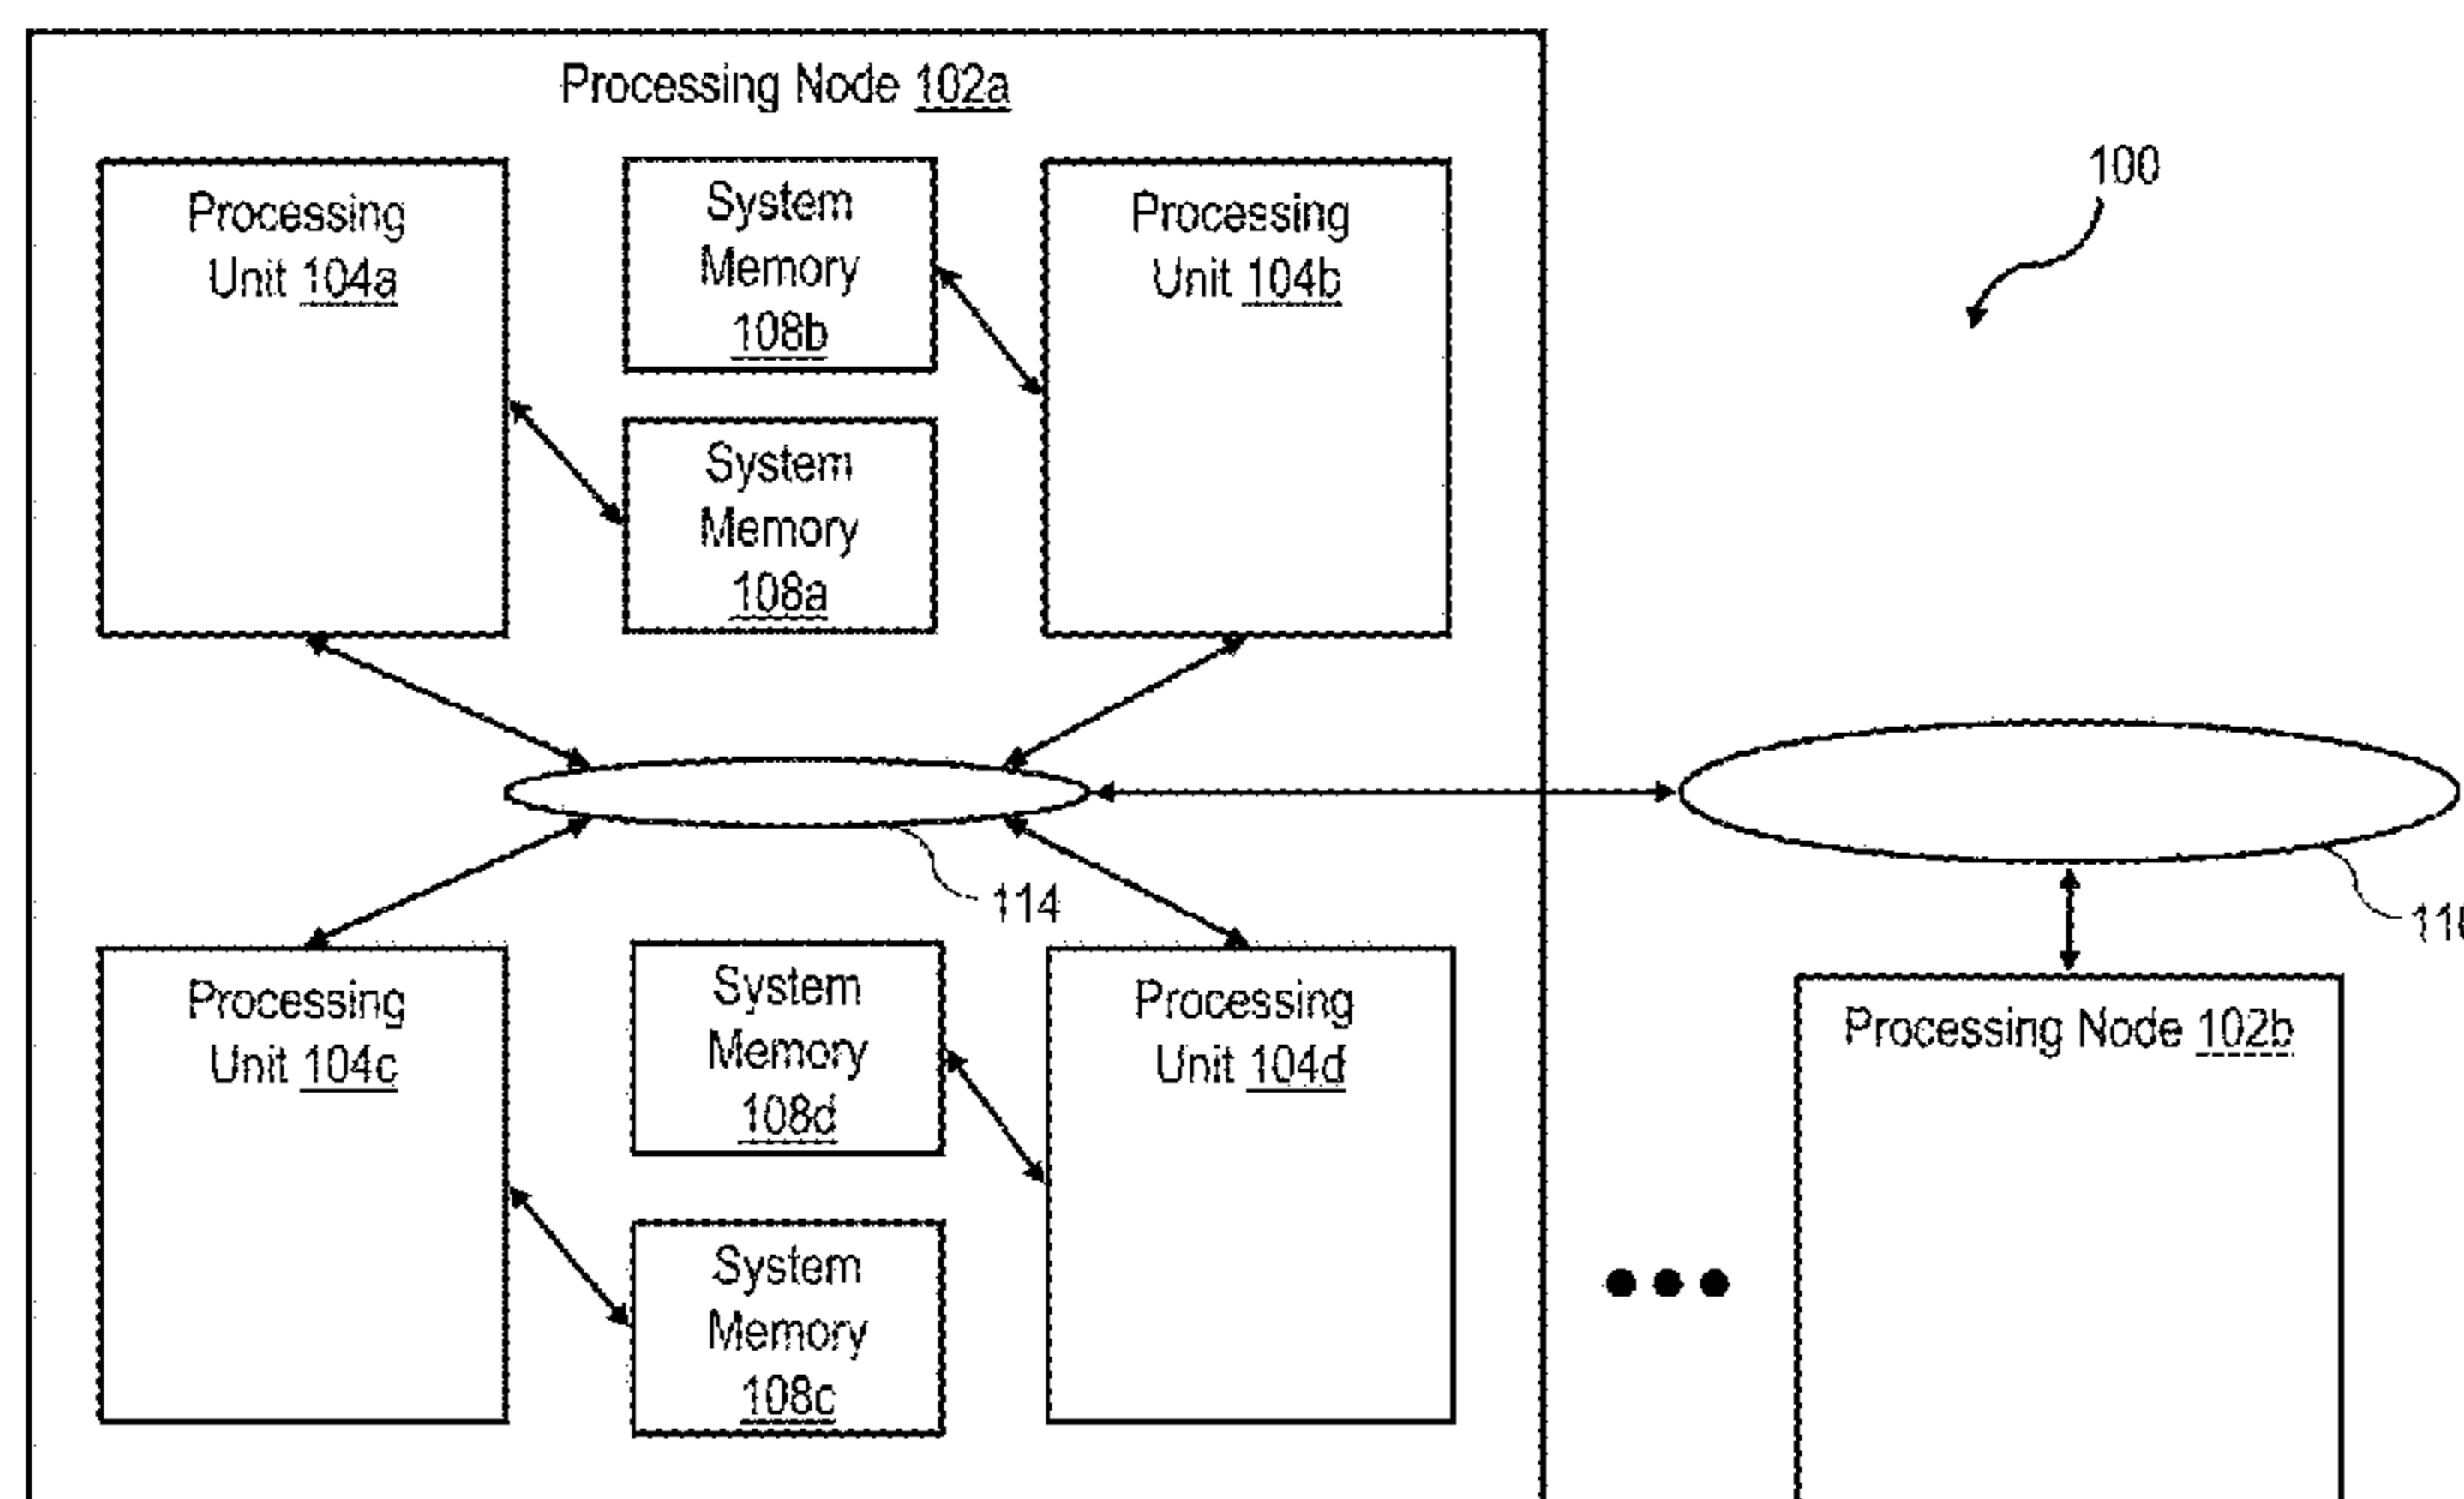 Processing Node 102a
100
Processing
Unit 104a
System
Memory
108b
Processing
Unit 104b
System
Memory
108a
114
Processing
Unit 104c
System
Memory
108d
Processing
Unit 104d
Processing Node 102b
System
Memory
108c